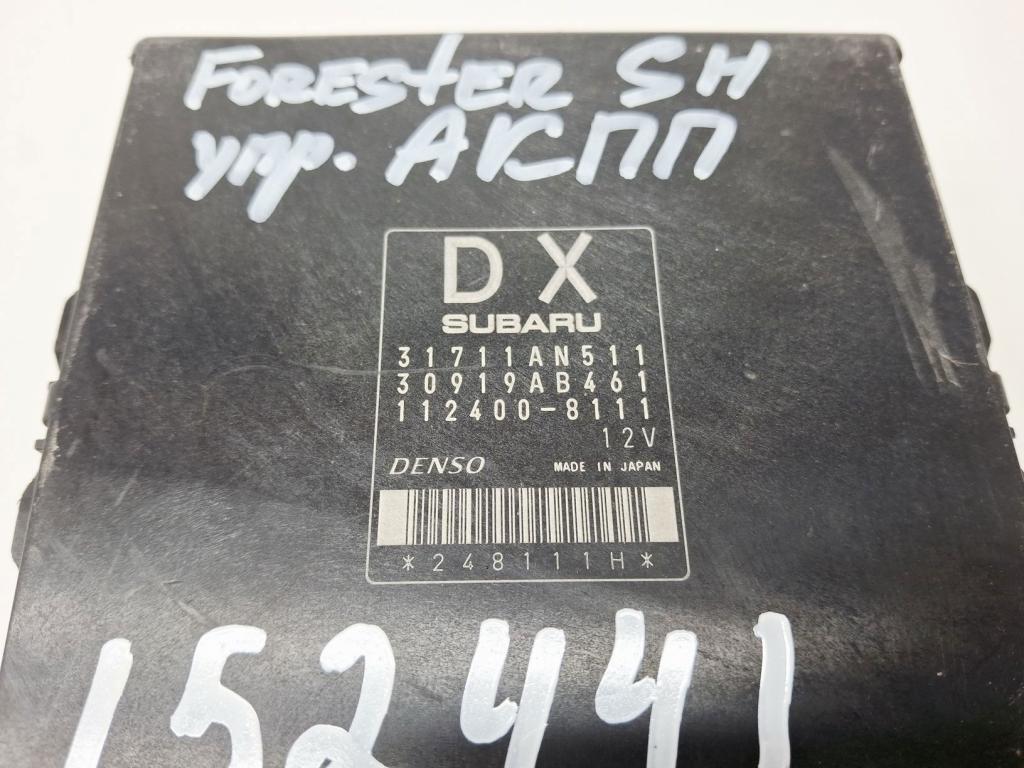 FORESTER SH
упр. АКПП
DX
SUBARU
31711AN511
30919AB461
112400-8111
12V
DENSO MADE IN JAPAN
*248111H*
152441